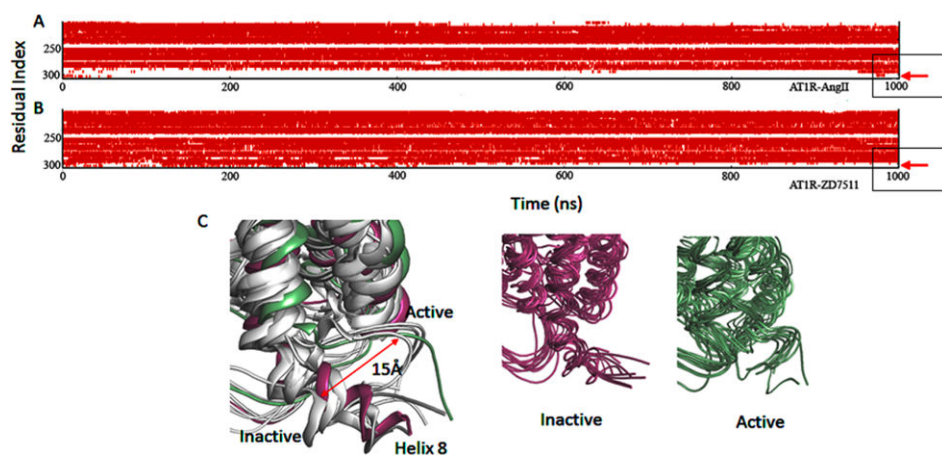 A
Residual Index
250
300
0
200
400
600
800
1000
AT1R-AngII
B
250
300
0
200
400
600
800
1000
AT1R-ZD7511
Time (ns)
C
Active
15Å
Inactive
Helix 8
Inactive
Active